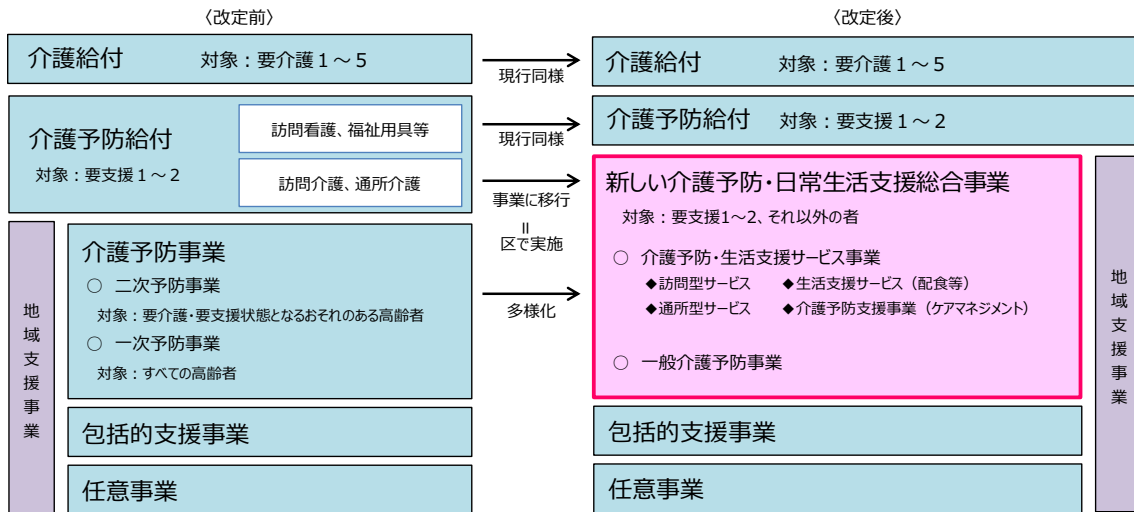 〈改定前〉
介護給付 対象：要介護１～５
介護予防給付
対象：要支援１～２
訪問看護、福祉用具等
訪問介護、通所介護
地域支援事業
介護予防事業
○ 二次予防事業
対象：要介護・要支援状態となるおそれのある高齢者
○ 一次予防事業
対象：すべての高齢者
包括的支援事業
任意事業
現行同様
現行同様
事業に移行
＝
区で実施
多様化
〈改定後〉
介護給付 対象：要介護１～５
介護予防給付 対象：要支援１～２
新しい介護予防・日常生活支援総合事業
対象：要支援1～2、それ以外の者
○ 介護予防・生活支援サービス事業
◆訪問型サービス ◆生活支援サービス（配食等）
◆通所型サービス ◆介護予防支援事業（ケアマネジメント）
○ 一般介護予防事業
包括的支援事業
任意事業
地域支援事業